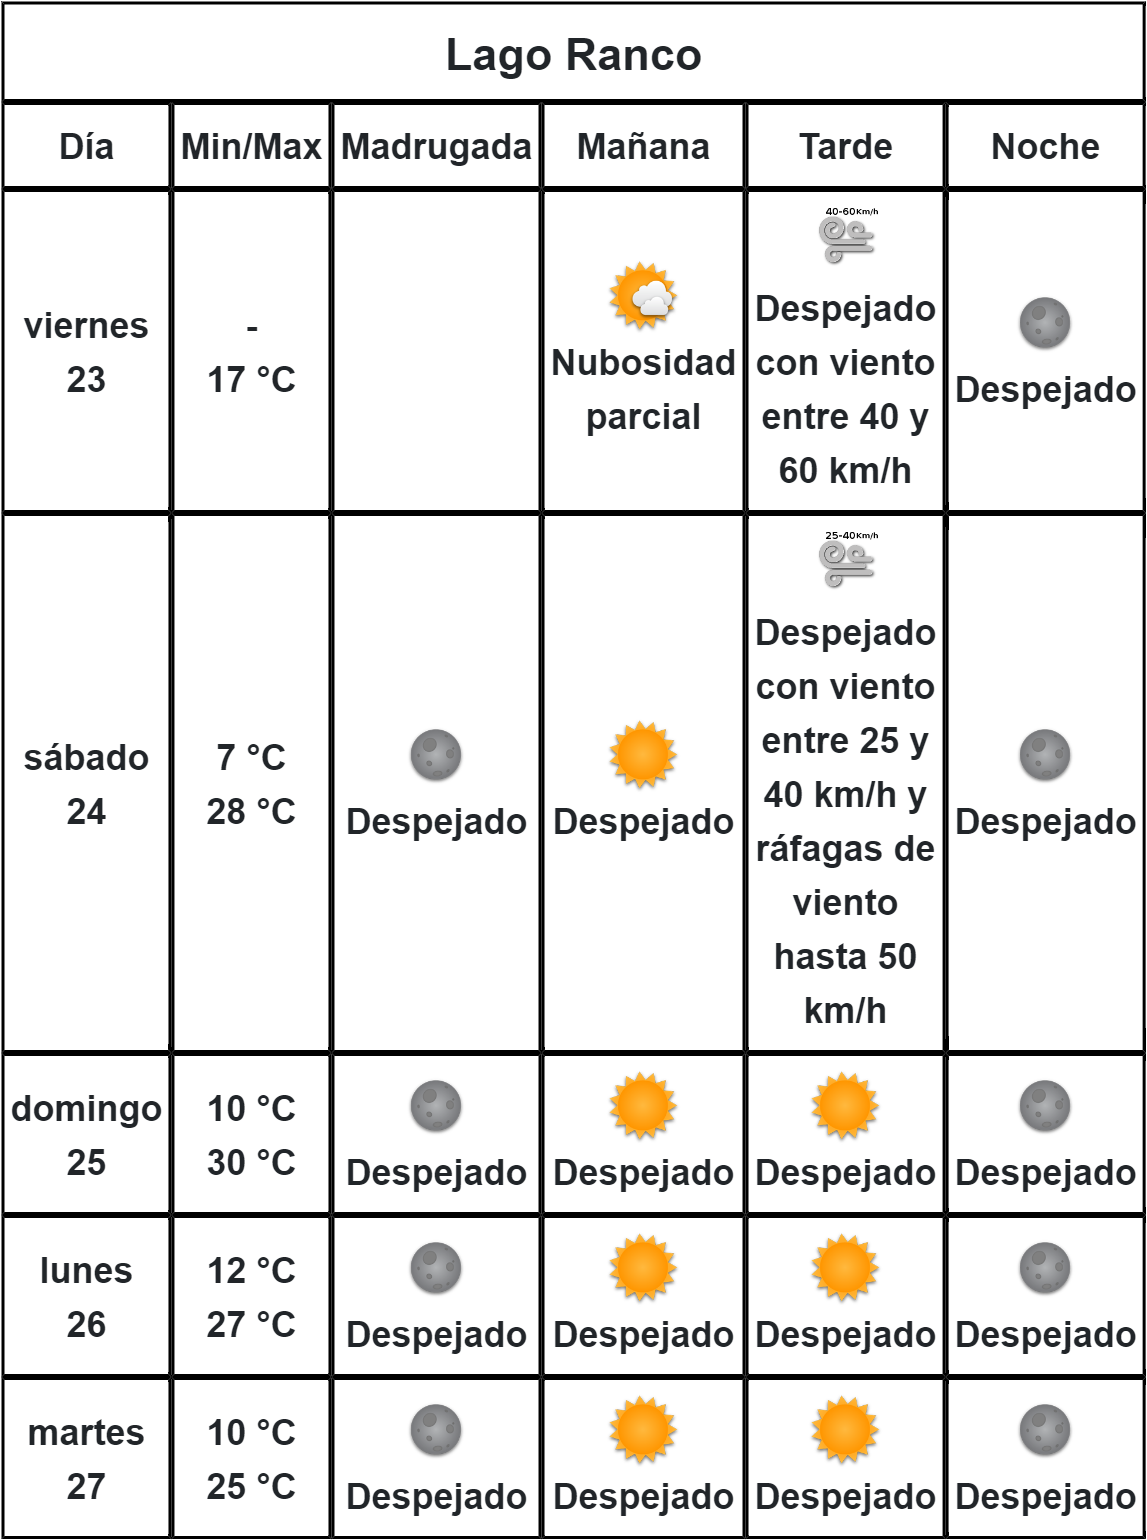 Lago Ranco
Día Min/Max Madrugada Mañana Tarde Noche
viernes
23
-
17 °C
Nubosidad
parcial
40-60Km/h
Despejado
con viento
entre 40 y
60 km/h
Despejado
sábado
24
7 °C
28 °C
Despejado
Despejado
25-40Km/h
Despejado
con viento
entre 25 y
40 km/h y
ráfagas de
viento
hasta 50
km/h
Despejado
domingo
25
10 °C
30 °C
Despejado
Despejado
Despejado
Despejado
lunes
26
12 °C
27 °C
Despejado
Despejado
Despejado
Despejado
martes
27
10 °C
25 °C
Despejado
Despejado
Despejado
Despejado